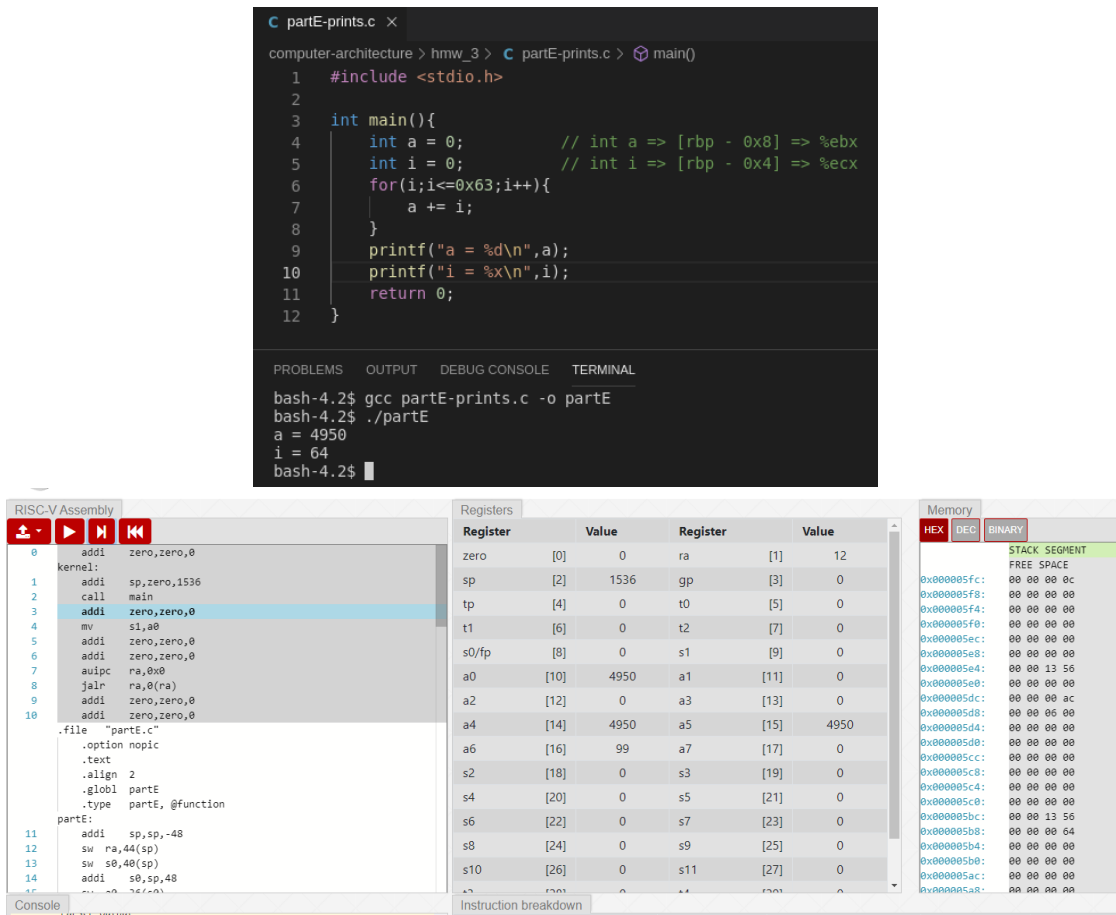 C partE-prints.c ×
computer-architecture > hmw_3 > C partE-prints.c > main()
1 #include <stdio.h>
2
3 int main(){
4 int a = 0; // int a => [rbp - 0x8] => %ebx
5 int i = 0; // int i => [rbp - 0x4] => %ecx
6 for(i;i<=0x63;i++){
7 a += i;
8 }
9 printf("a = %d\n",a);
10 printf("i = %x\n",i);
11 return 0;
12 }
PROBLEMS OUTPUT DEBUG CONSOLE TERMINAL
bash-4.2$ gcc partE-prints.c -o partE
bash-4.2$ ./partE
a = 4950
i = 64
bash-4.2$
RISC-V Assembly
0 addi zero,zero,0
kernel:
1 addi sp,zero,1536
2 call main
3 addi zero,zero,0
4 mv s1,a0
5 addi zero,zero,0
6 addi zero,zero,0
7 auipc ra,0x0
8 jalr ra,0(ra)
9 addi zero,zero,0
10 addi zero,zero,0
.file "partE.c"
.option nopic
.text
.align 2
.globl partE
.type partE, @function
partE:
11 addi sp,sp,-48
12 sw ra,44(sp)
13 sw s0,40(sp)
14 addi s0,sp,48
Console
Registers
Register Value Register Value
zero [0] 0 ra [1] 12
sp [2] 1536 gp [3] 0
tp [4] 0 t0 [5] 0
t1 [6] 0 t2 [7] 0
s0/fp [8] 0 s1 [9] 0
a0 [10] 4950 a1 [11] 0
a2 [12] 0 a3 [13] 0
a4 [14] 4950 a5 [15] 4950
a6 [16] 99 a7 [17] 0
s2 [18] 0 s3 [19] 0
s4 [20] 0 s5 [21] 0
s6 [22] 0 s7 [23] 0
s8 [24] 0 s9 [25] 0
s10 [26] 0 s11 [27] 0
Instruction breakdown
Memory
HEX DEC BINARY
STACK SEGMENT
FREE SPACE
0x000005fc: 00 00 00 0c
0x000005f8: 00 00 00 00
0x000005f4: 00 00 00 00
0x000005f0: 00 00 00 00
0x000005ec: 00 00 00 00
0x000005e8: 00 00 00 00
0x000005e4: 00 00 13 56
0x000005e0: 00 00 00 00
0x000005dc: 00 00 00 ac
0x000005d8: 00 00 06 00
0x000005d4: 00 00 00 00
0x000005d0: 00 00 00 00
0x000005cc: 00 00 00 00
0x000005c8: 00 00 00 00
0x000005c4: 00 00 00 00
0x000005c0: 00 00 00 00
0x000005bc: 00 00 13 56
0x000005b8: 00 00 00 64
0x000005b4: 00 00 00 00
0x000005b0: 00 00 00 00
0x000005ac: 00 00 00 00
0x000005a8: 00 00 00 00